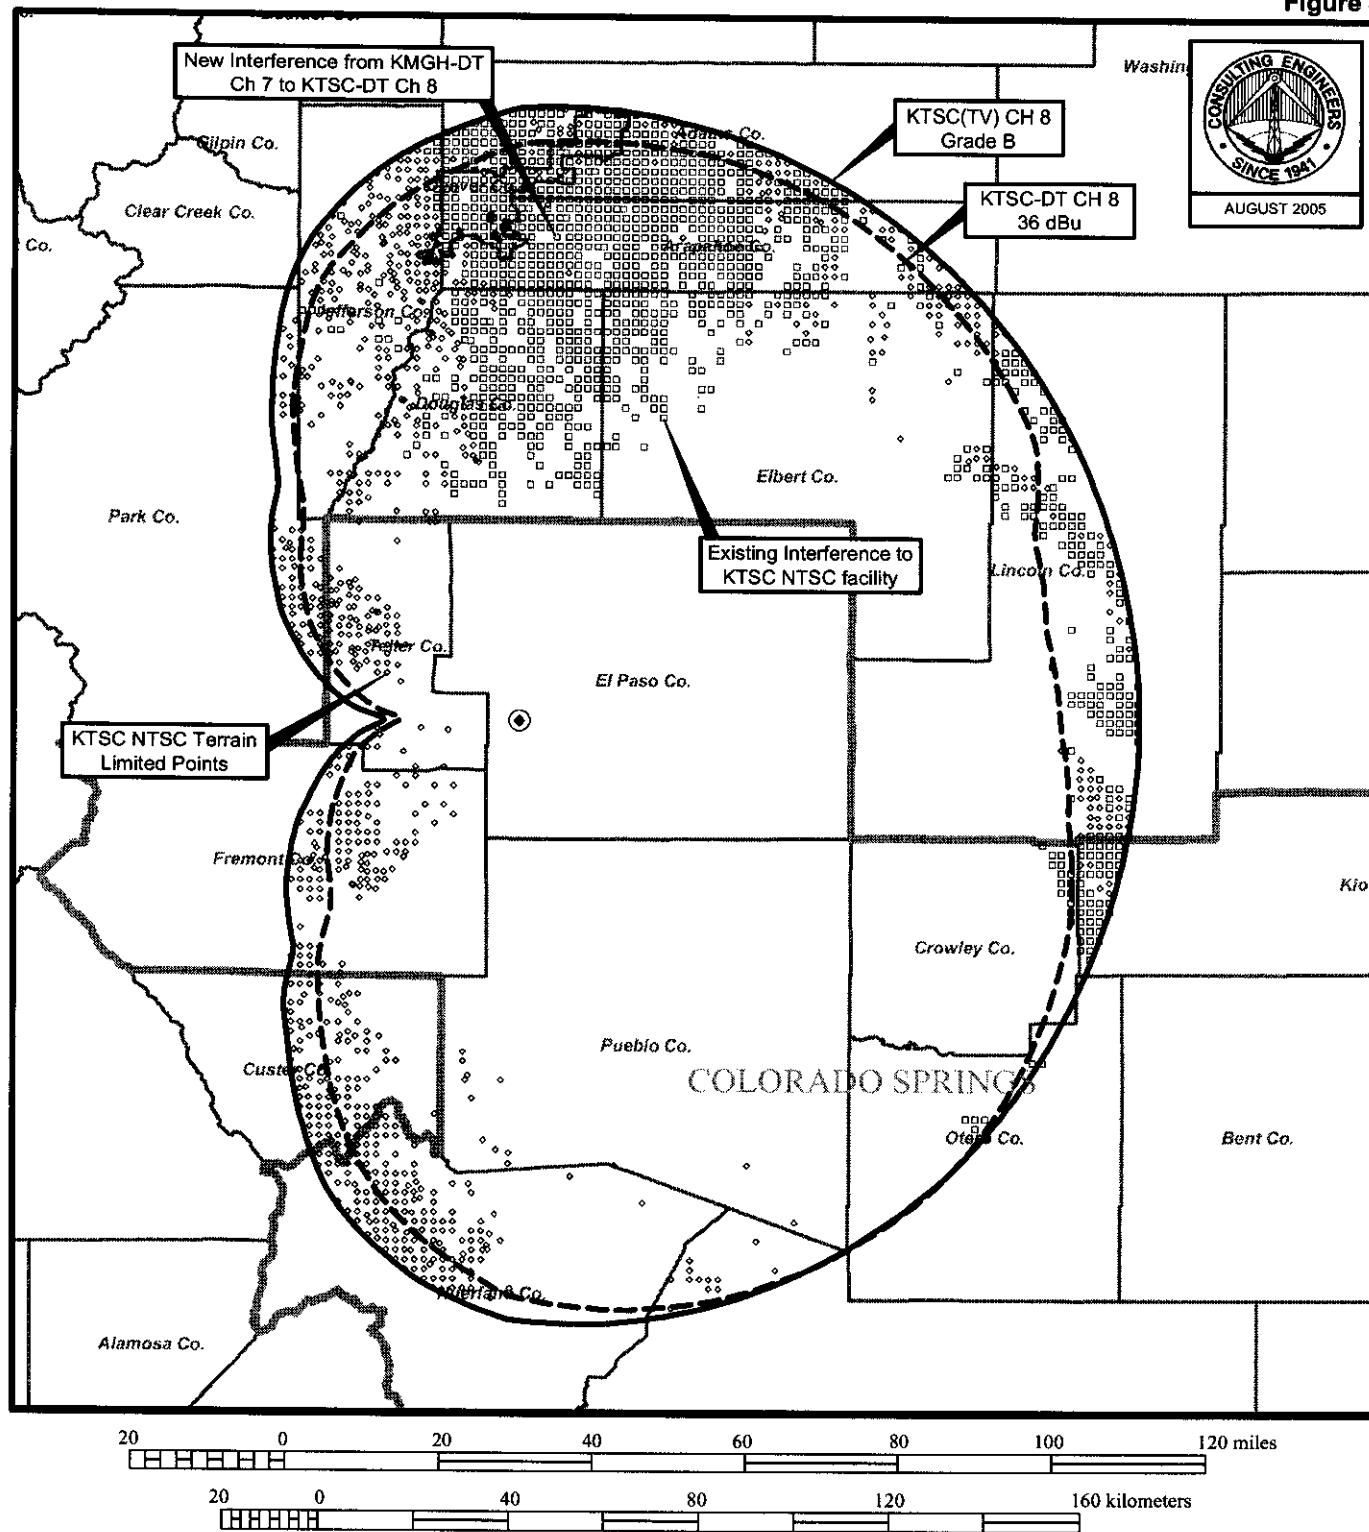 Figure
New Interference from KMGH-DT
Ch 7 to KTSC-DT Ch 8
KTSC(TV) CH 8
Grade B
KTSC-DT CH 8
36 dBu
CONSULTING ENGINEERS
• SINCE 1941 •
AUGUST 2005
Gilpin Co.
Clear Creek Co.
Co.
Arapahoe Co.
Jefferson Co.
Douglas Co.
Elbert Co.
Park Co.
Existing Interference to
KTSC NTSC facility
Lincoln Co.
Teller Co.
El Paso Co.
KTSC NTSC Terrain
Limited Points
Fremont Co.
Crowley Co.
Pueblo Co.
COLORADO SPRINGS
Custer Co.
Otero Co.
Bent Co.
Huerfano Co.
Alamosa Co.
20 0 20 40 60 80 100 120 miles
20 0 40 80 120 160 kilometers